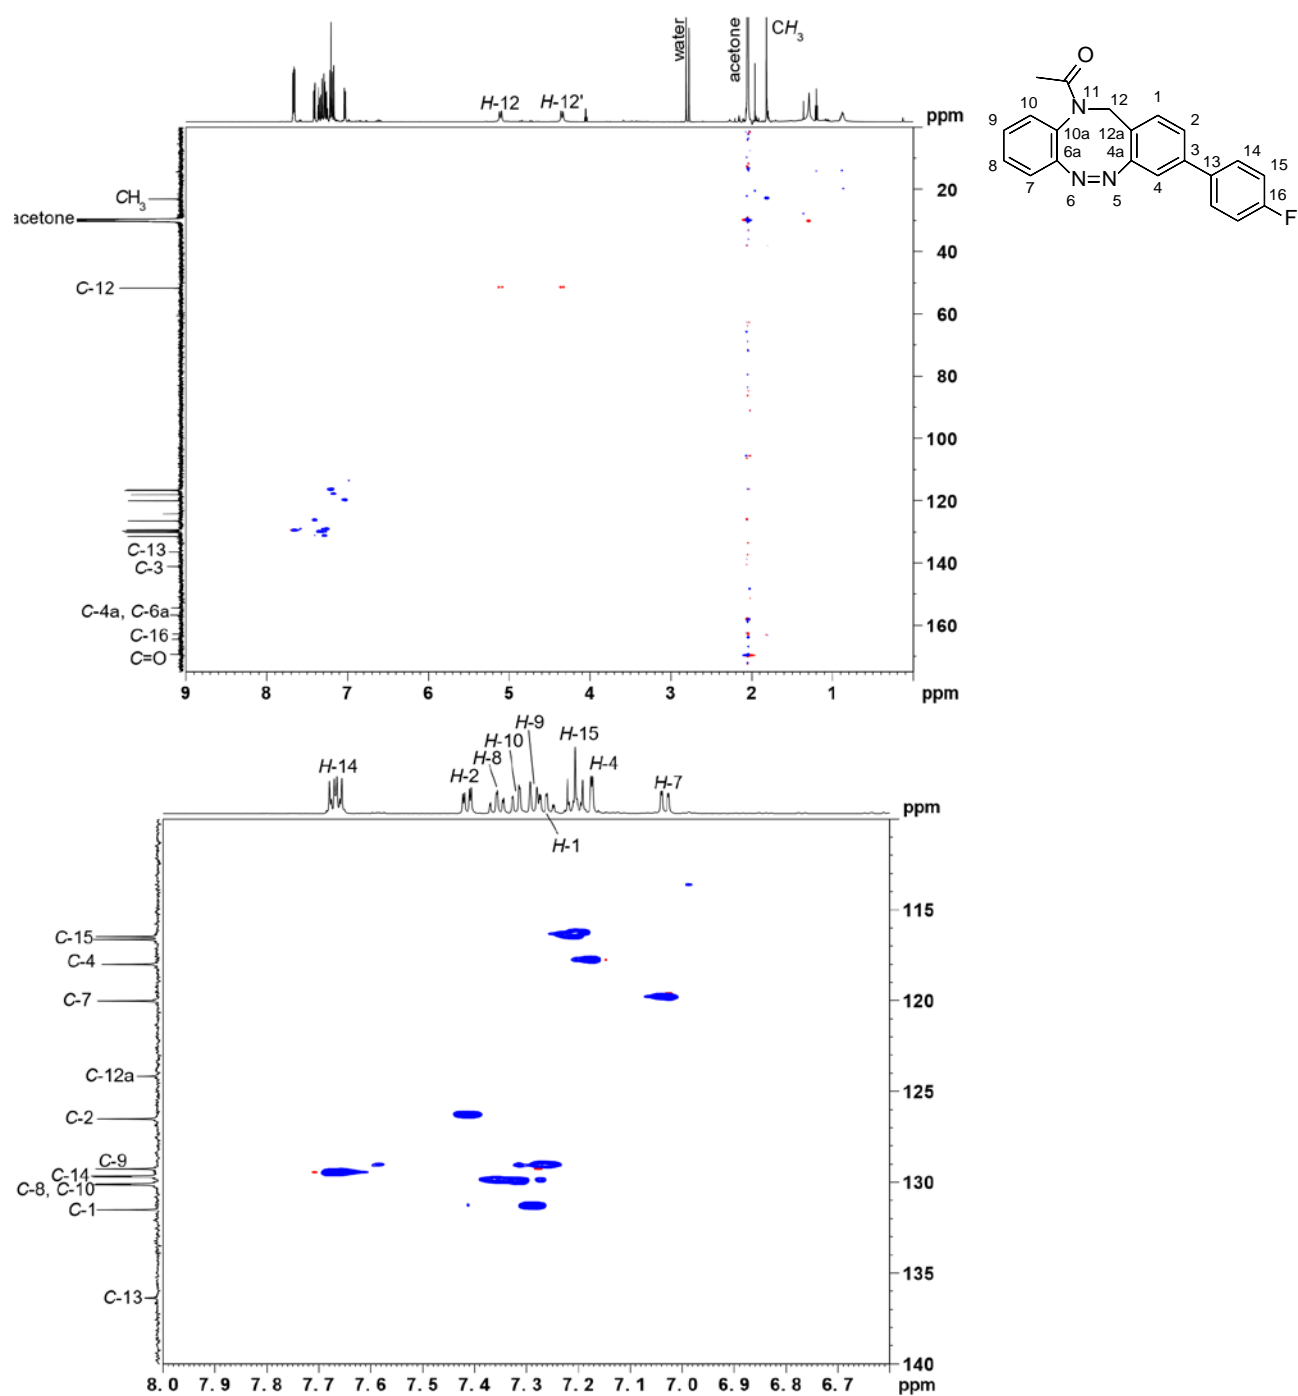 water
acetone
CH3
H-12
H-12'
ppm
CH3
acetone
C-12
C-13
C-3
C-4a, C-6a
C-16
C=O
20
40
60
80
100
120
140
160
9 8 7 6 5 4 3 2 1 ppm
O
11
N
12
10
1
9
10a
12a
2
8
6a
4a
3
14
7
N=N
4
13
15
6
5
16
F
H-14
H-2
H-8
H-10
H-9
H-15
H-4
H-7
H-1
ppm
C-15
C-4
C-7
C-12a
C-2
C-9
C-14
C-8, C-10
C-1
C-13
115
120
125
130
135
140
8.0 7.9 7.8 7.7 7.6 7.5 7.4 7.3 7.2 7.1 7.0 6.9 6.8 6.7 ppm